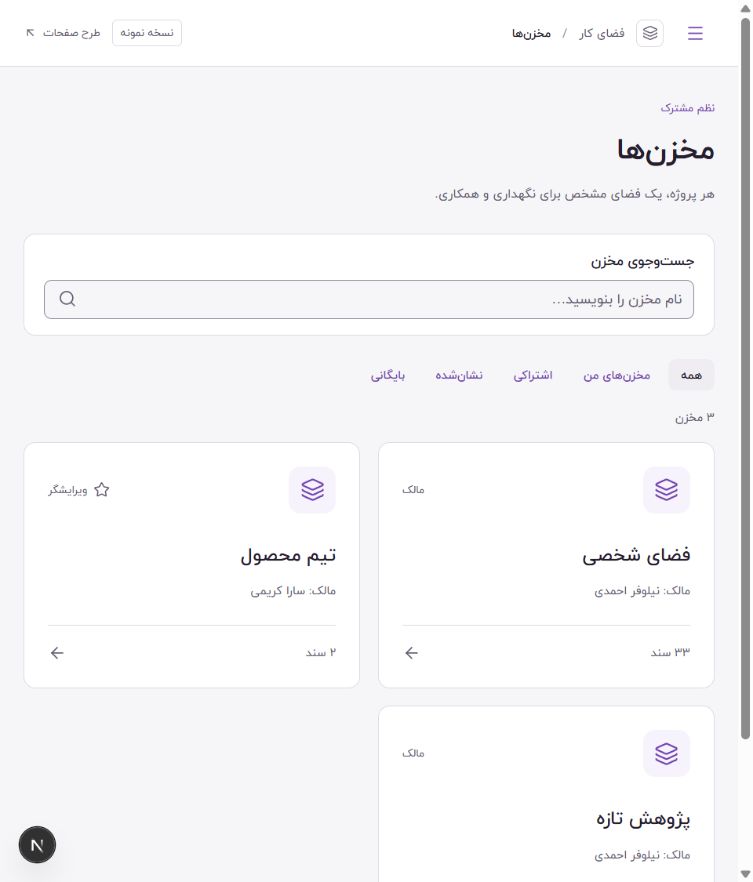 فضای کار / مخزن‌ها
نسخه نمونه
طرح صفحات
نظم مشترک
مخزن‌ها
هر پروژه، یک فضای مشخص برای نگهداری و همکاری.
جست‌وجوی مخزن
نام مخزن را بنویسید...
همه
مخزن‌های من
اشتراکی
نشان‌شده
بایگانی
۳ مخزن
مالک
فضای شخصی
مالک: نیلوفر احمدی
۳۳ سند
ویرایشگر
تیم محصول
مالک: سارا کریمی
۲ سند
مالک
پژوهش تازه
مالک: نیلوفر احمدی
N